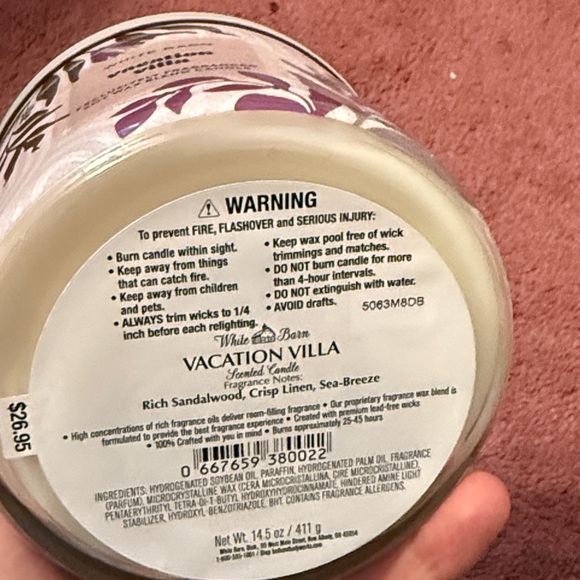 WHITE BARN
vacation
villa
⚠ WARNING
To prevent FIRE, FLASHOVER and SERIOUS INJURY:
• Burn candle within sight.
• Keep away from things
that can catch fire.
• Keep away from children
and pets.
• ALWAYS trim wicks to 1/4
inch before each relighting.
• Keep wax pool free of wick
trimmings and matches.
• DO NOT burn candle for more
than 4-hour intervals.
• DO NOT extinguish with water.
• AVOID drafts.
5063M8DB
White Barn
VACATION VILLA
Scented Candle
Fragrance Notes:
Rich Sandalwood, Crisp Linen, Sea-Breeze
• High concentrations of rich fragrance oils deliver room-filling fragrance • Our proprietary fragrance wax blend is
formulated to provide the best fragrance experience • Created with premium lead-free wicks
• 100% Crafted with you in mind • Burns approximately 25-45 hours
0 667659 380022
INGREDIENTS: HYDROGENATED SOYBEAN OIL, PARAFFIN, HYDROGENATED PALM OIL, FRAGRANCE
(PARFUM), MICROCRYSTALLINE WAX (CERA MICROCRISTALLINA, CIRE MICROCRISTALLINE),
PENTAERYTHRITYL TETRA-DI-T-BUTYL HYDROXYHYDROCINNAMATE, HINDERED AMINE LIGHT
STABILIZER, HYDROXYL-BENZOTRIAZOLE, BHT. CONTAINS FRAGRANCE ALLERGENS.
Net Wt. 14.5 oz / 411 g
$26.95